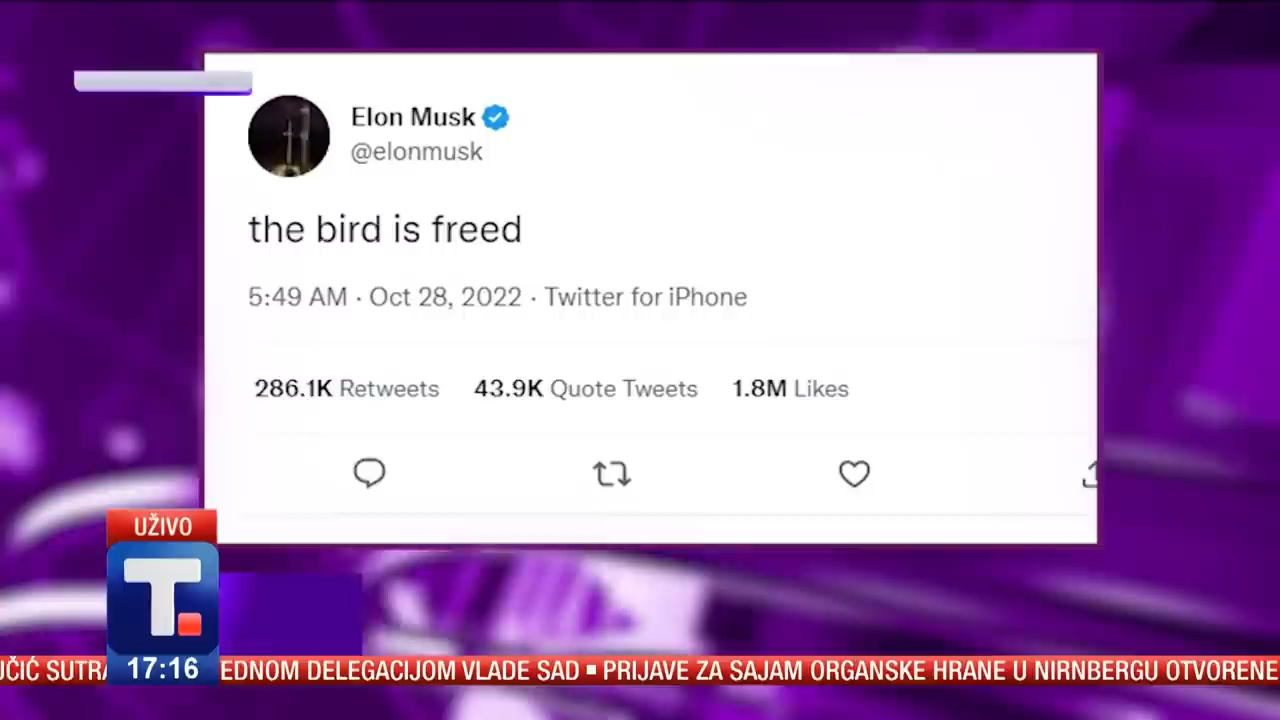 Elon Musk
@elonmusk
the bird is freed
5:49 AM · Oct 28, 2022 · Twitter for iPhone
286.1K Retweets 43.9K Quote Tweets 1.8M Likes
UŽIVO
T.
17:16
UČIĆ SUTRA EDNOM DELEGACIJOM VLADE SAD ▪ PRIJAVE ZA SAJAM ORGANSKE HRANE U NIRNBERGU OTVORENE